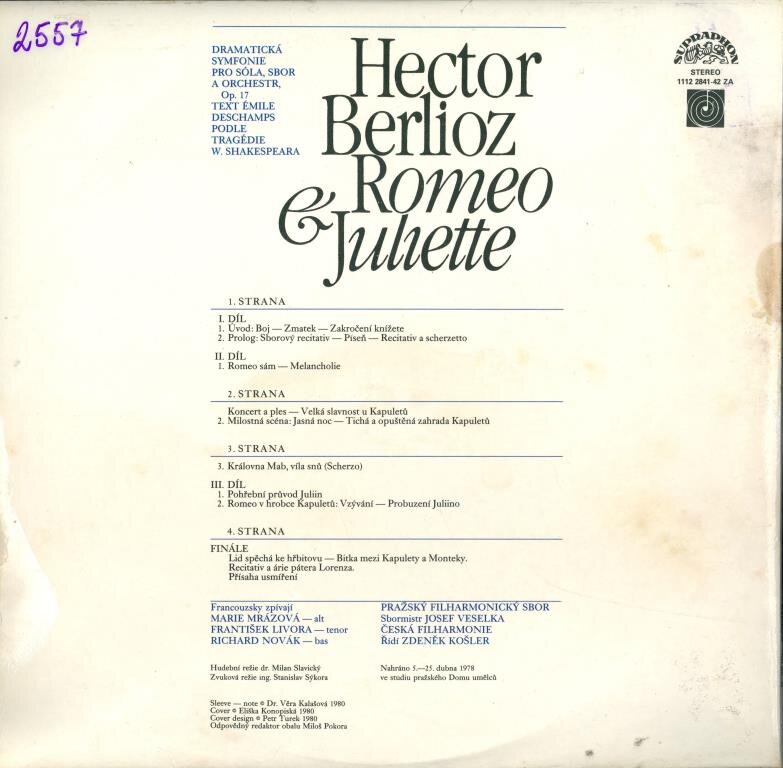 2557
DRAMATICKÁ
SYMFONIE
PRO SÓLA, SBOR
A ORCHESTR,
Op. 17
TEXT ÉMILE
DESCHAMPS
PODLE
TRAGÉDIE
W. SHAKESPEARA
Hector
Berlioz
Romeo
& Juliette
SUPRAPHON
STEREO
1112 2841-42 ZA
1. STRANA
I. DÍL
1. Úvod: Boj — Zmatek — Zakročení knížete
2. Prolog: Sborový recitativ — Píseň — Recitativ a scherzetto
II. DÍL
1. Romeo sám — Melancholie
2. STRANA
Koncert a ples — Velká slavnost u Kapuletů
2. Milostná scéna: Jasná noc — Tichá a opuštěná zahrada Kapuletů
3. STRANA
3. Královna Mab, víla snů (Scherzo)
III. DÍL
1. Pohřební průvod Juliin
2. Romeo v hrobce Kapuletů: Vzývání — Probuzení Juliino
4. STRANA
FINÁLE
Lid spěchá ke hřbitovu — Bitka mezi Kapulety a Monteky.
Recitativ a árie pátera Lorenza.
Přísaha usmíření
Francouzsky zpívají
MARIE MRÁZOVÁ — alt
FRANTIŠEK LIVORA — tenor
RICHARD NOVÁK — bas
PRAŽSKÝ FILHARMONICKÝ SBOR
Sbormistr JOSEF VESELKA
ČESKÁ FILHARMONIE
Řídí ZDENĚK KOŠLER
Hudební režie dr. Milan Slavický
Zvuková režie ing. Stanislav Sýkora
Nahráno 5.—25. dubna 1978
ve studiu pražského Domu umělců
Sleeve — note © Dr. Věra Kalašová 1980
Cover © Eliška Konopiská 1980
Cover design © Petr Turek 1980
Odpovědný redaktor obalu Miloš Pokora